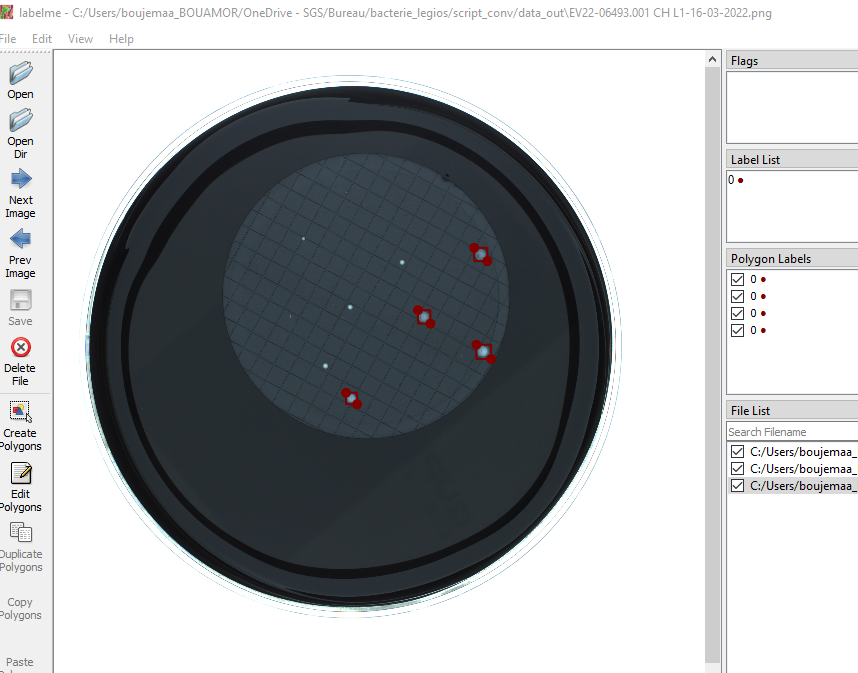 labelme - C:/Users/boujemaa_BOUAMOR/OneDrive - SGS/Bureau/bacterie_legios/script_conv/data_out\EV22-06493.001 CH L1-16-03-2022.png
File Edit View Help
Open
Open
Dir
Next
Image
Prev
Image
Save
Delete
File
Create
Polygons
Edit
Polygons
Duplicate
Polygons
Copy
Polygons
Paste
Flags
Label List
0
Polygon Labels
0
0
0
0
File List
Search Filename
C:/Users/boujemaa_
C:/Users/boujemaa_
C:/Users/boujemaa_